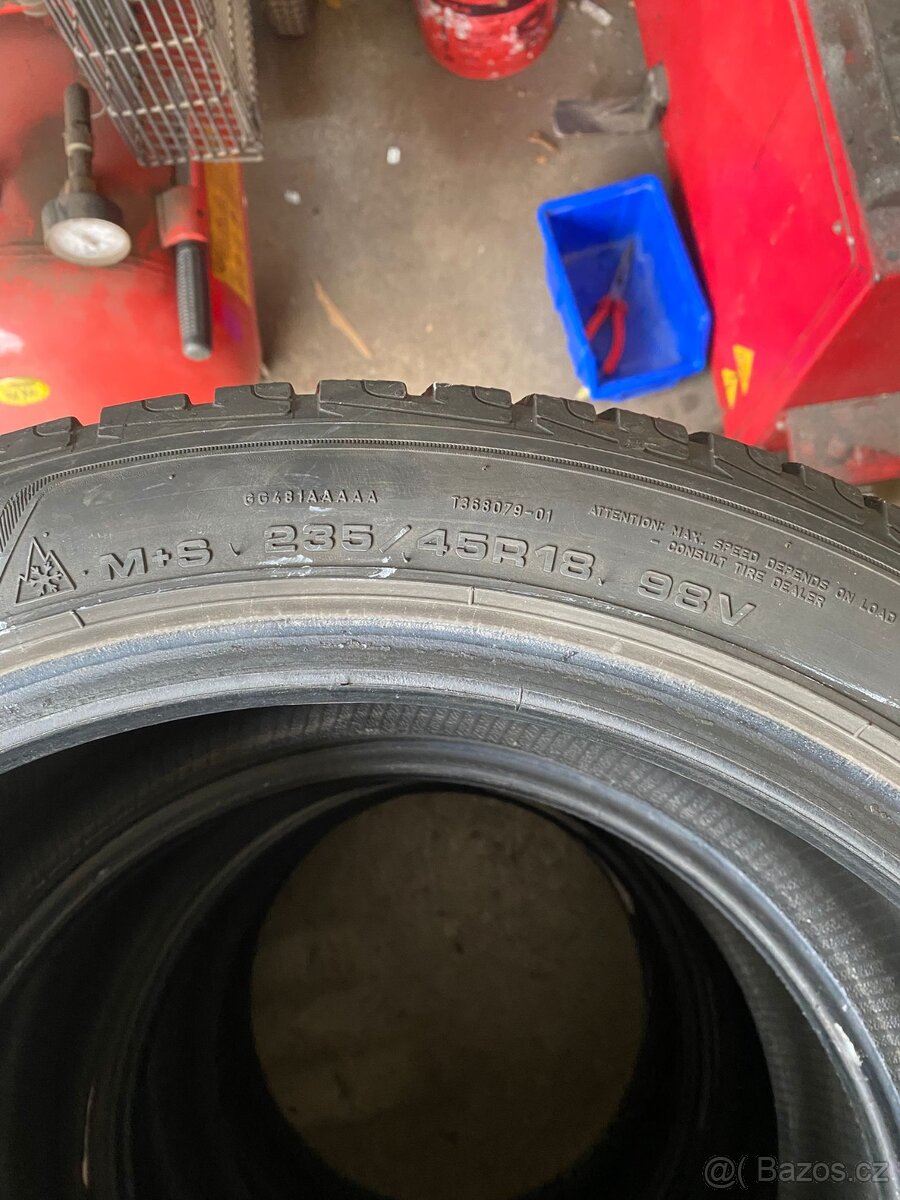 GG481AAAAA
T368079-01
ATTENTION: MAX. SPEED DEPENDS ON LOAD
- CONSULT TIRE DEALER
M+S 235/45R18 98V
@( Bazos.cz